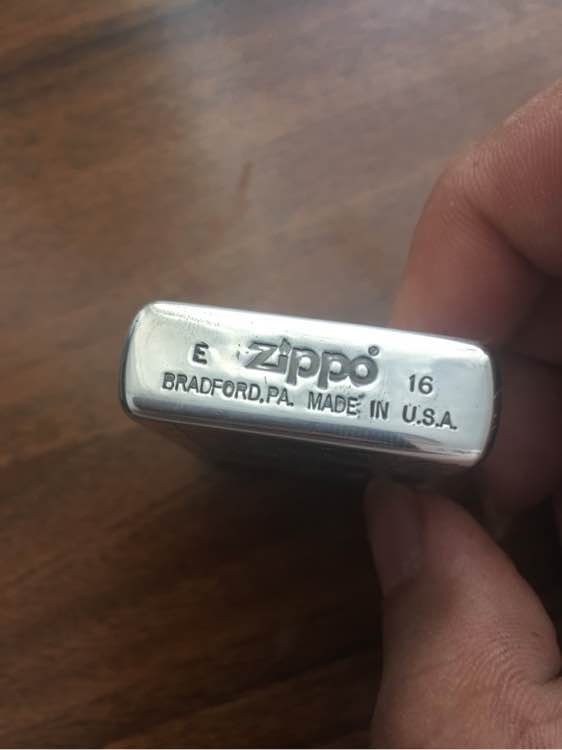 E zippo® 16
BRADFORD,PA. MADE IN U.S.A.